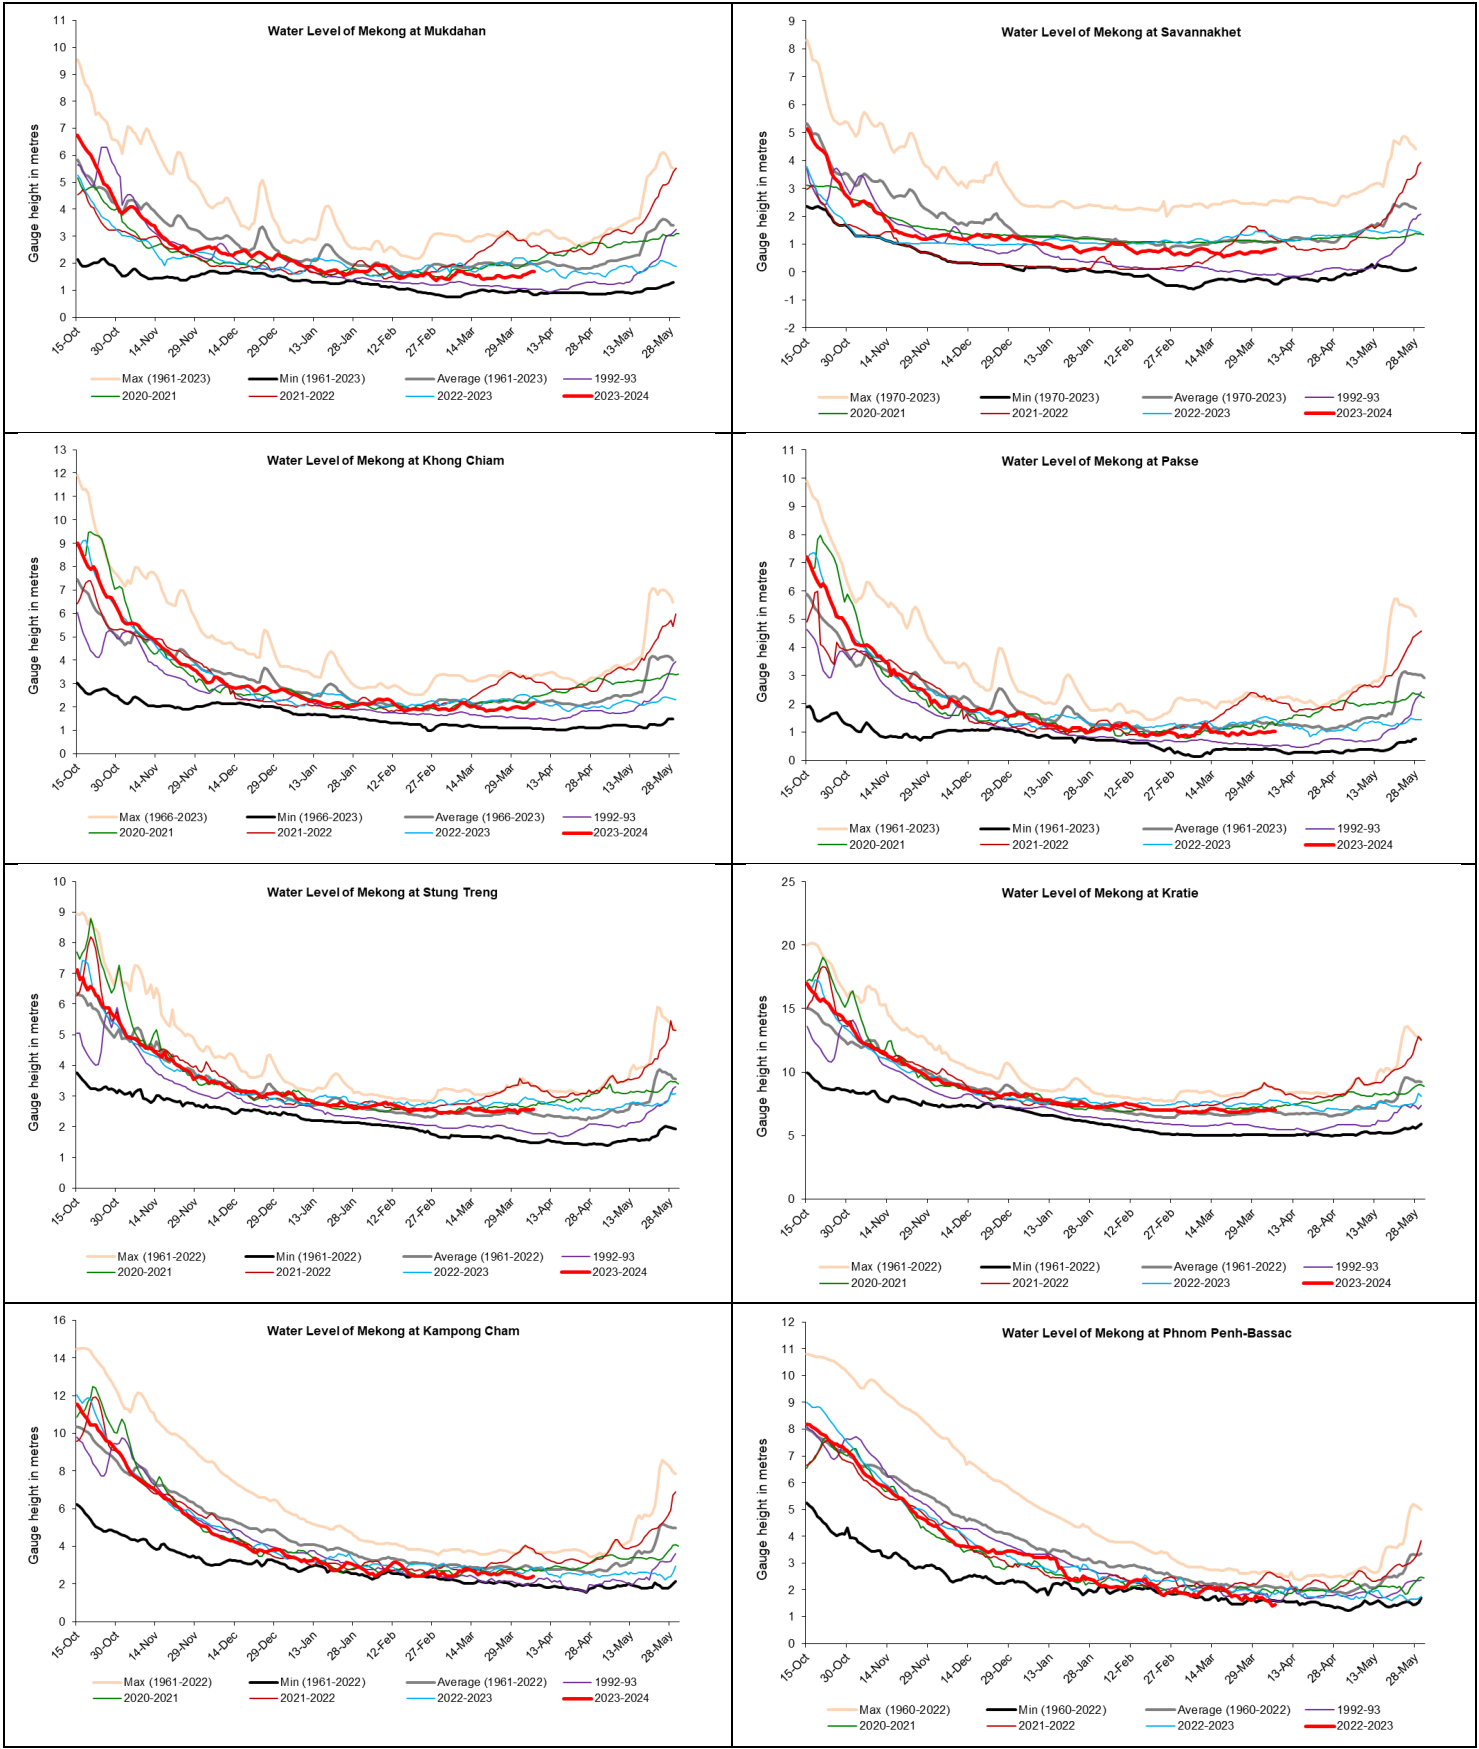 Water Level of Mekong at Mukdahan
Gauge height in metres
11
10
9
8
7
6
5
4
3
2
1
0
15-Oct 30-Oct 14-Nov 29-Nov 14-Dec 29-Dec 13-Jan 28-Jan 12-Feb 27-Feb 14-Mar 29-Mar 13-Apr 28-Apr 13-May 28-May
Max (1961-2023) Min (1961-2023) Average (1961-2023) 1992-93
2020-2021 2021-2022 2022-2023 2023-2024
Water Level of Mekong at Savannakhet
Gauge height in metres
9
8
7
6
5
4
3
2
1
0
-1
-2
15-Oct 30-Oct 14-Nov 29-Nov 14-Dec 29-Dec 13-Jan 28-Jan 12-Feb 27-Feb 14-Mar 29-Mar 13-Apr 28-Apr 13-May 28-May
Max (1970-2023) Min (1970-2023) Average (1970-2023) 1992-93
2020-2021 2021-2022 2022-2023 2023-2024
Water Level of Mekong at Khong Chiam
Gauge height in metres
13
12
11
10
9
8
7
6
5
4
3
2
1
0
15-Oct 30-Oct 14-Nov 29-Nov 14-Dec 29-Dec 13-Jan 28-Jan 12-Feb 27-Feb 14-Mar 29-Mar 13-Apr 28-Apr 13-May 28-May
Max (1966-2023) Min (1966-2023) Average (1966-2023) 1992-93
2020-2021 2021-2022 2022-2023 2023-2024
Water Level of Mekong at Pakse
Gauge height in metres
11
10
9
8
7
6
5
4
3
2
1
0
15-Oct 30-Oct 14-Nov 29-Nov 14-Dec 29-Dec 13-Jan 28-Jan 12-Feb 27-Feb 14-Mar 29-Mar 13-Apr 28-Apr 13-May 28-May
Max (1961-2023) Min (1961-2023) Average (1961-2023) 1992-93
2020-2021 2021-2022 2022-2023 2023-2024
Water Level of Mekong at Stung Treng
Gauge height in metres
10
9
8
7
6
5
4
3
2
1
0
15-Oct 30-Oct 14-Nov 29-Nov 14-Dec 29-Dec 13-Jan 28-Jan 12-Feb 27-Feb 14-Mar 29-Mar 13-Apr 28-Apr 13-May 28-May
Max (1961-2022) Min (1961-2022) Average (1961-2022) 1992-93
2020-2021 2021-2022 2022-2023 2023-2024
Water Level of Mekong at Kratie
Gauge height in metres
25
20
15
10
5
0
15-Oct 30-Oct 14-Nov 29-Nov 14-Dec 29-Dec 13-Jan 28-Jan 12-Feb 27-Feb 14-Mar 29-Mar 13-Apr 28-Apr 13-May 28-May
Max (1961-2022) Min (1961-2022) Average (1961-2022) 1992-93
2020-2021 2021-2022 2022-2023 2023-2024
Water Level of Mekong at Kampong Cham
Gauge height in metres
16
14
12
10
8
6
4
2
0
15-Oct 30-Oct 14-Nov 29-Nov 14-Dec 29-Dec 13-Jan 28-Jan 12-Feb 27-Feb 14-Mar 29-Mar 13-Apr 28-Apr 13-May 28-May
Max (1961-2022) Min (1961-2022) Average (1961-2022) 1992-93
2020-2021 2021-2022 2022-2023 2023-2024
Water Level of Mekong at Phnom Penh-Bassac
Gauge height in metres
12
11
10
9
8
7
6
5
4
3
2
1
0
15-Oct 30-Oct 14-Nov 29-Nov 14-Dec 29-Dec 13-Jan 28-Jan 12-Feb 27-Feb 14-Mar 29-Mar 13-Apr 28-Apr 13-May 28-May
Max (1960-2022) Min (1960-2022) Average (1960-2022) 1992-93
2020-2021 2021-2022 2022-2023 2022-2023